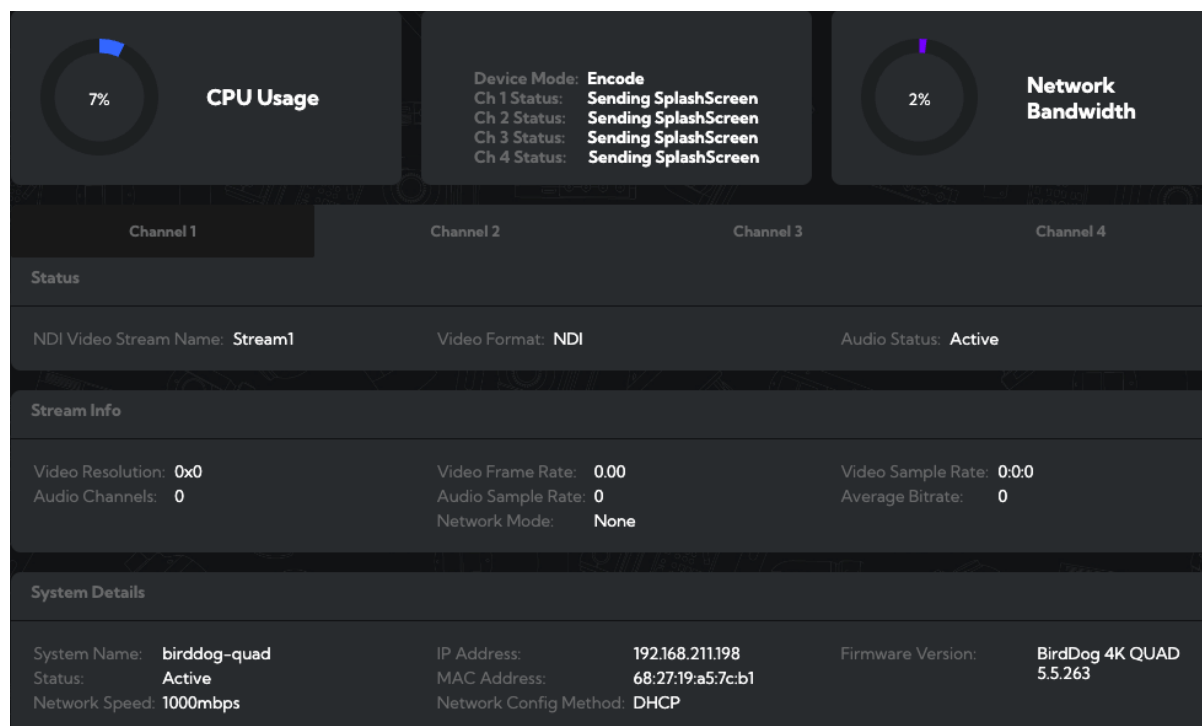 7%
CPU Usage
Device Mode: Encode
Ch 1 Status: Sending SplashScreen
Ch 2 Status: Sending SplashScreen
Ch 3 Status: Sending SplashScreen
Ch 4 Status: Sending SplashScreen
2%
Network
Bandwidth
Channel 1 Channel 2 Channel 3 Channel 4
Status
NDI Video Stream Name: Stream1 Video Format: NDI Audio Status: Active
Stream Info
Video Resolution: 0x0 Video Frame Rate: 0.00 Video Sample Rate: 0:0:0
Audio Channels: 0 Audio Sample Rate: 0 Average Bitrate: 0
Network Mode: None
System Details
System Name: birddog-quad IP Address: 192.168.211.198 Firmware Version: BirdDog 4K QUAD
5.5.263
Status: Active MAC Address: 68:27:19:a5:7c:b1
Network Speed: 1000mbps Network Config Method: DHCP